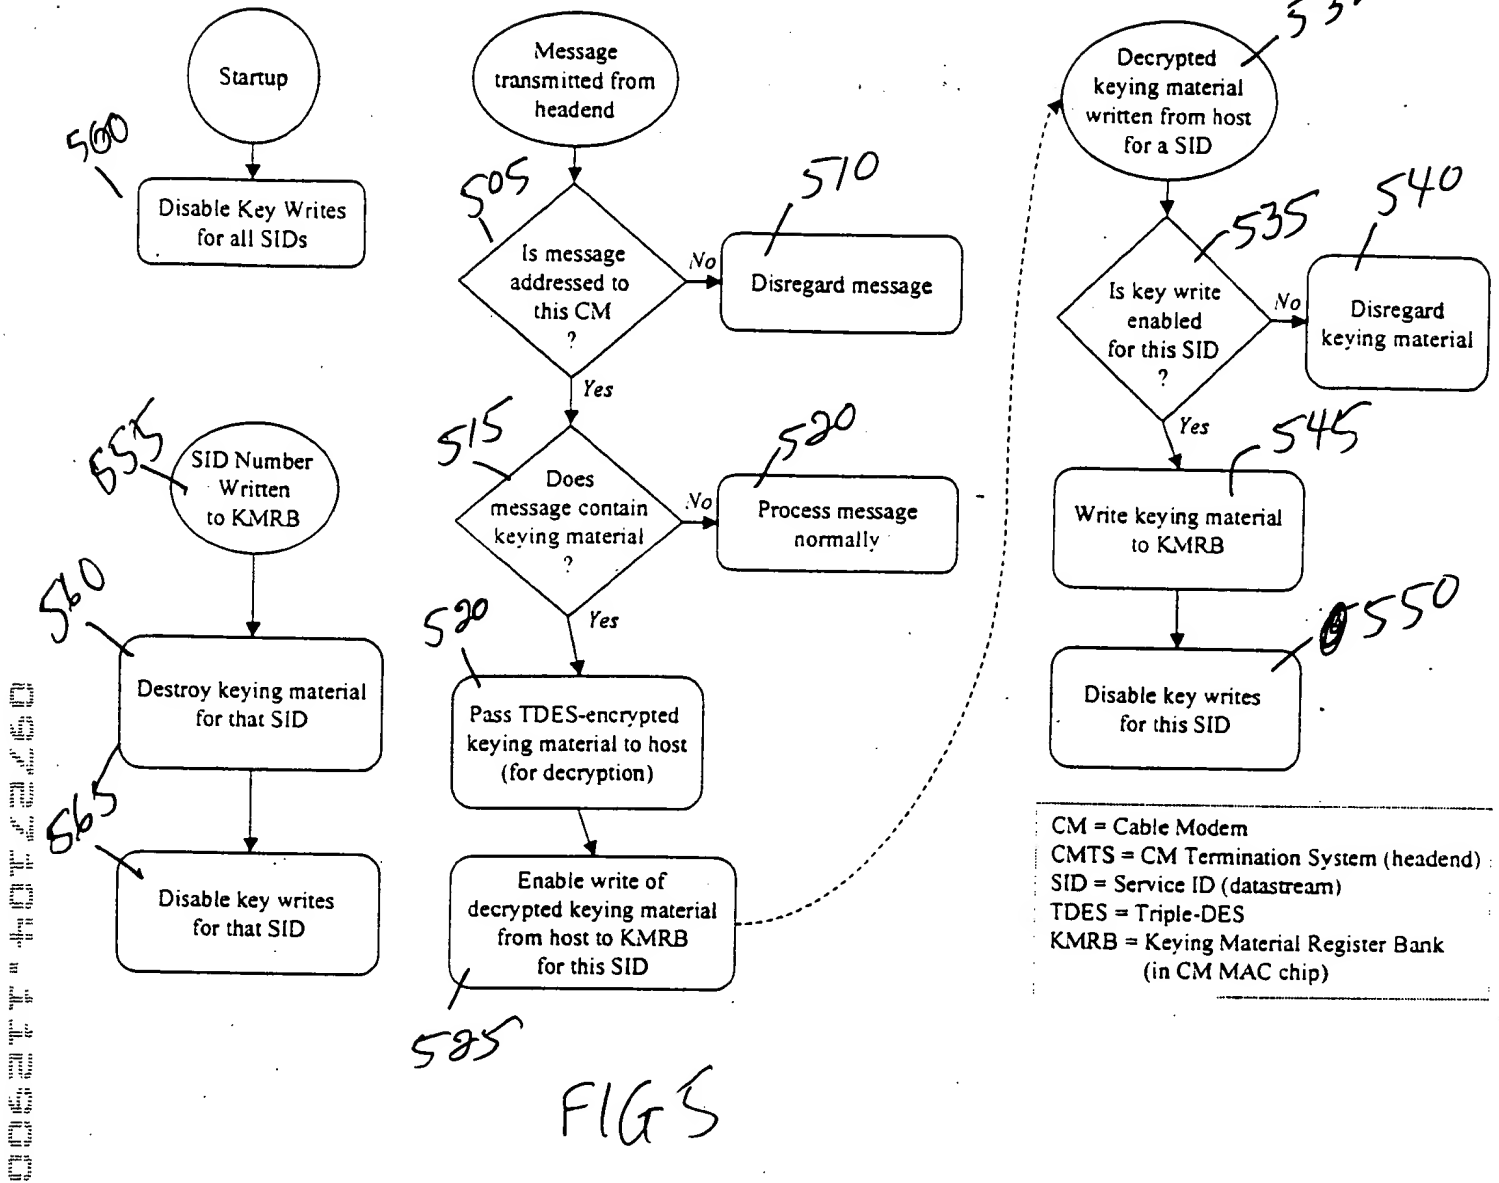 Startup
500
Disable Key Writes
for all SIDs
555
SID Number
Written
to KMRB
560
Destroy keying material
for that SID
565
Disable key writes
for that SID
Message
transmitted from
headend
505
Is message
addressed to
this CM
?
No
510
Disregard message
Yes
515
Does
message contain
keying material
?
No
520
Process message
normally
Yes
520
Pass TDES-encrypted
keying material to host
(for decryption)
Enable write of
decrypted keying material
from host to KMRB
for this SID
525
Decrypted
keying material
written from host
for a SID
535
Is key write
enabled
for this SID
?
No
540
Disregard
keying material
Yes
545
Write keying material
to KMRB
550
Disable key writes
for this SID
CM = Cable Modem
CMTS = CM Termination System (headend)
SID = Service ID (datastream)
TDES = Triple-DES
KMRB = Keying Material Register Bank
(in CM MAC chip)
FIG 5